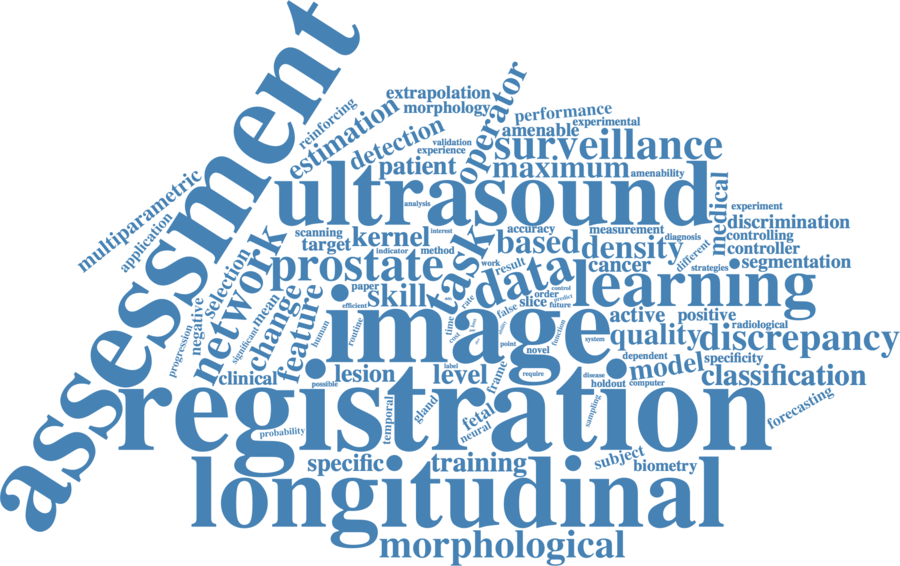 assessment
extrapolation
morphology
operator
performance
experimental
reinforcing
estimation
detection
validation
experience
amenable
surveillance
patient
maximum
amenability
multiparametric
application
ultrasound
analysis
medical
experiment
scanning
target
kernel
interest
indicator
method
task
accuracy
based
measurement
density
diagnosis
discrimination
controlling
controller
different
strategies
segmentation
network
Selection
prostate
work
result
data
cancer
learning
paper
skill
efficient
mean
change
feature
negative
progression
significant
human
routine
image
time
rate
cost
false
slice
order
control
predict
future
function
point
novel
system
active
positive
radiological
quality
discrepancy
dependent
model
specificity
classification
clinical
possible
lesion
label
level
frame
require
disease
holdout
computer
forecasting
registration
probability
temporal
gland
fetal
neural
sampling
specific
training
subject
biometry
longitudinal
morphological